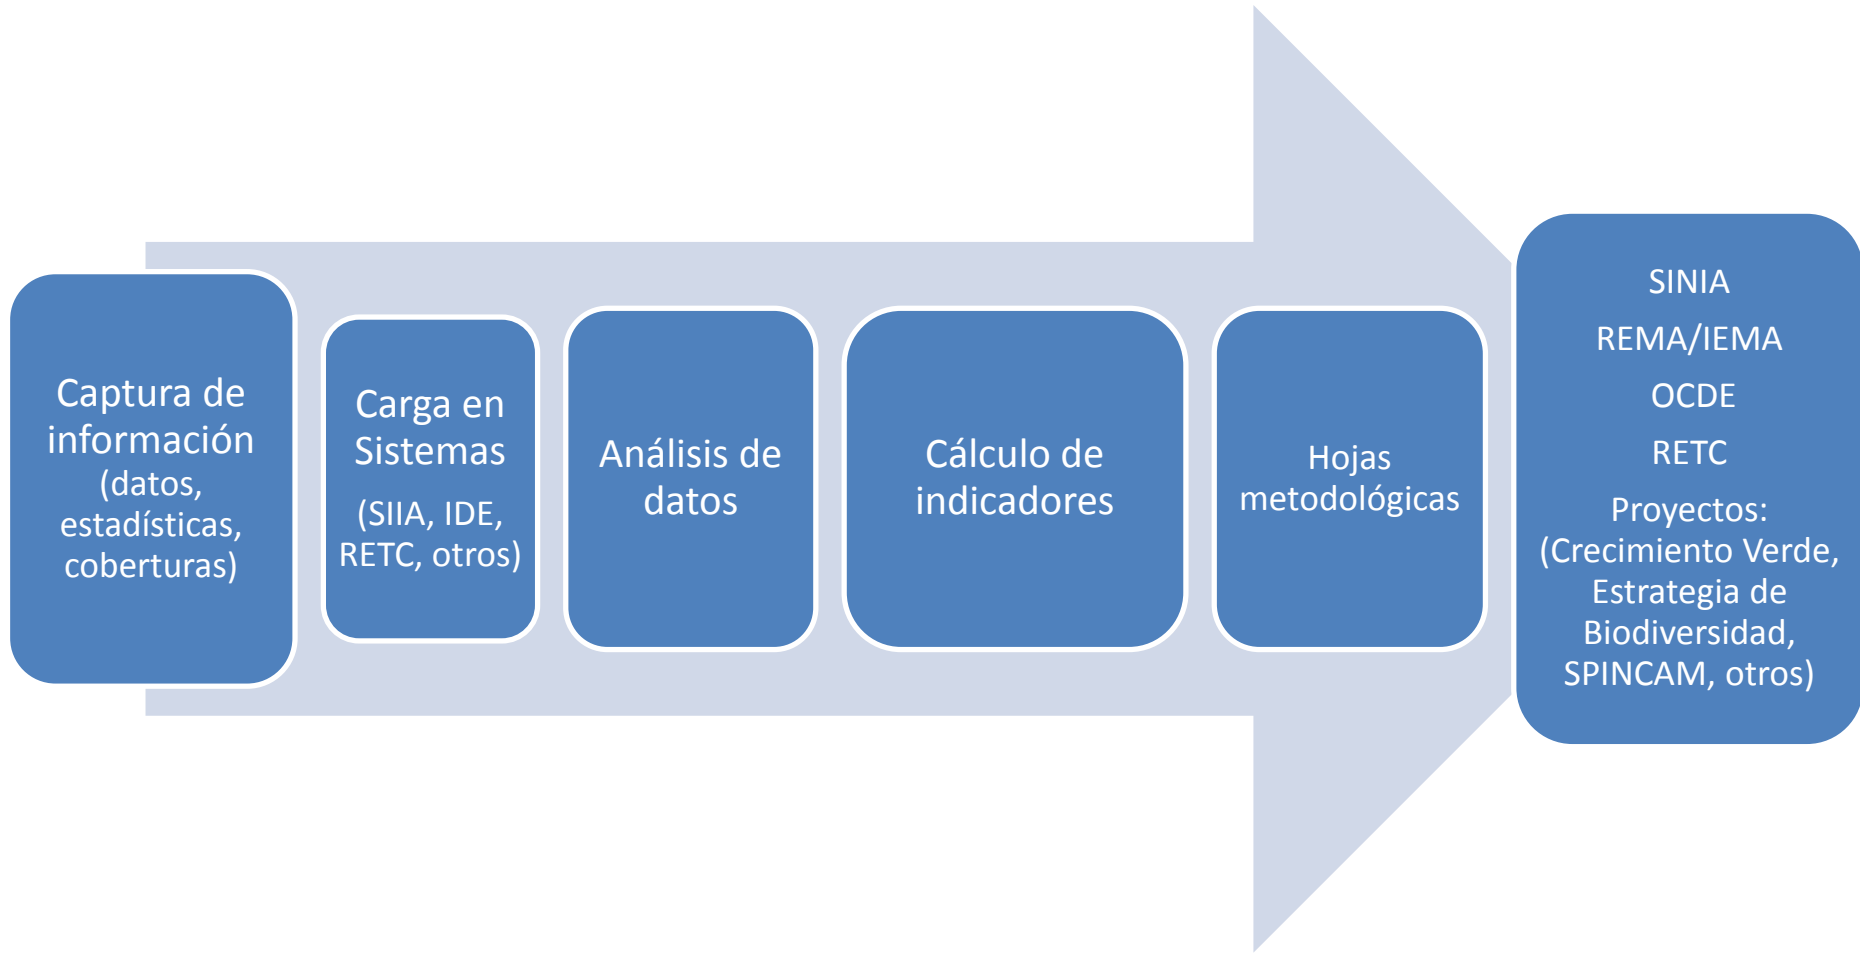 Captura de
información
(datos,
estadísticas,
coberturas)
Carga en
Sistemas
(SIIA, IDE,
RETC, otros)
Análisis de
datos
Cálculo de
indicadores
Hojas
metodológicas
SINIA
REMA/IEMA
OCDE
RETC
Proyectos:
(Crecimiento Verde,
Estrategia de
Biodiversidad,
SPINCAM, otros)